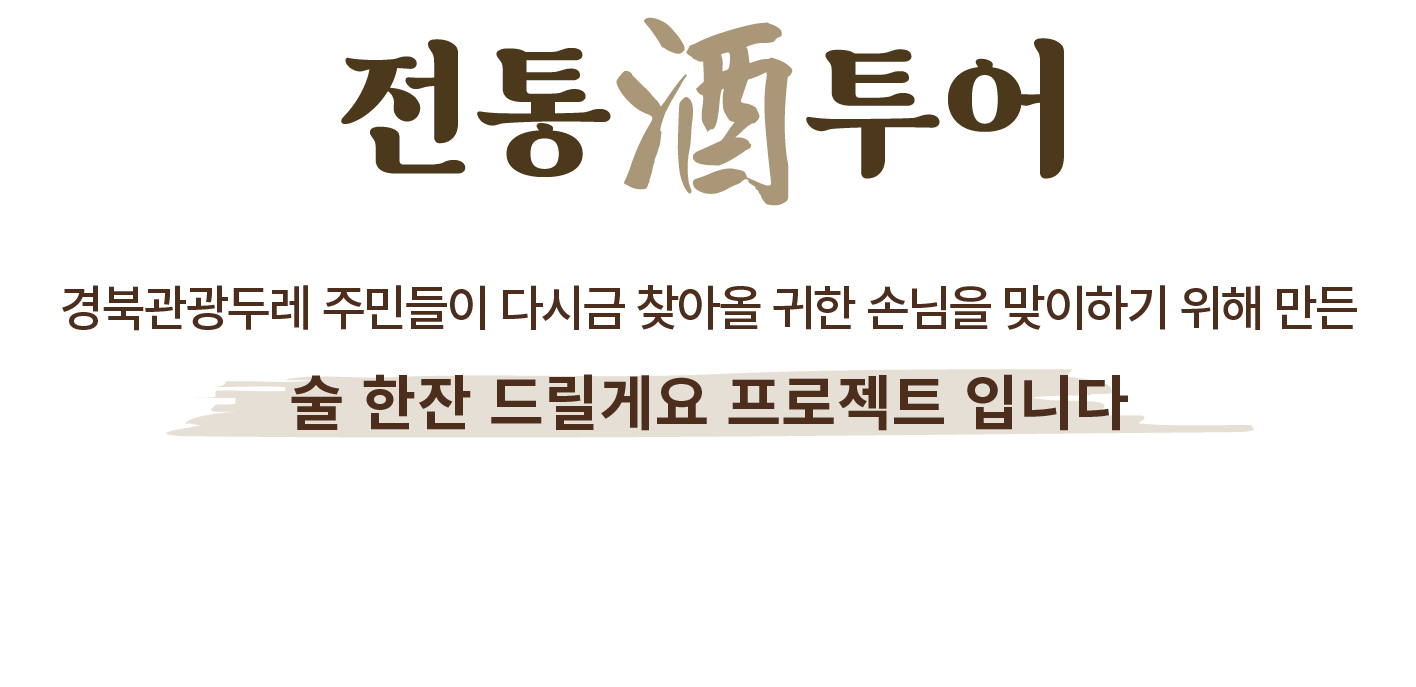 전통酒투어
경북관광두레 주민들이 다시금 찾아올 귀한 손님을 맞이하기 위해 만든
술 한잔 드릴게요 프로젝트 입니다